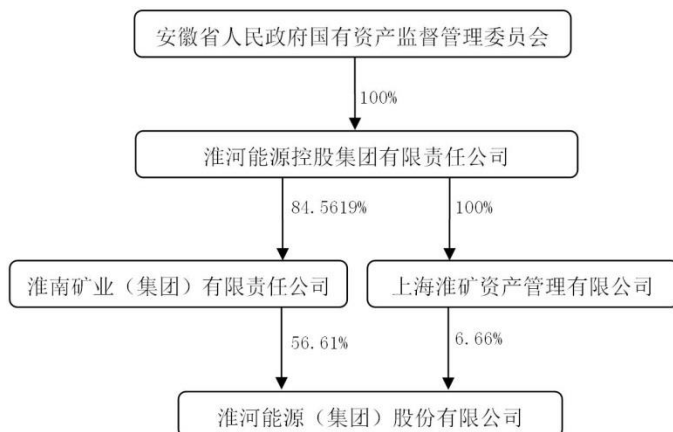 安徽省人民政府国有资产监督管理委员会
100%
淮河能源控股集团有限责任公司
84.5619%
100%
淮南矿业（集团）有限责任公司
上海淮矿资产管理有限公司
56.61%
6.66%
淮河能源（集团）股份有限公司